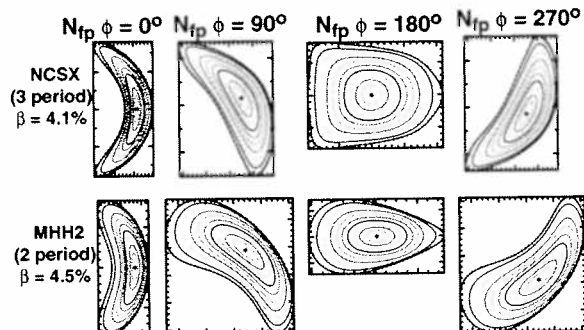 N_fp ϕ = 0° N_fp ϕ = 90° N_fp ϕ = 180° N_fp ϕ = 270°
NCSX
(3 period)
β = 4.1%
MHH2
(2 period)
β = 4.5%